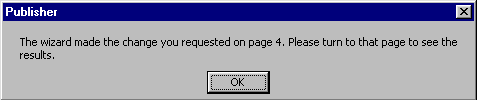 Publisher
The wizard made the change you requested on page 4. Please turn to that page to see the
results.
OK